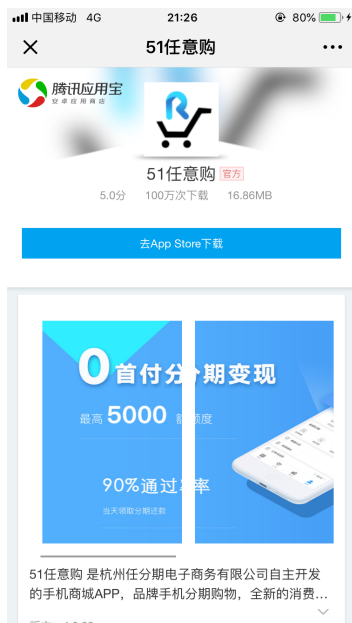 中国移动 4G 21:26 80%
51任意购
腾讯应用宝
安卓应用商店
51任意购 官方
5.0分 100万次下载 16.86MB
去App Store下载
0首付分期变现
最高 5000 额度
90%通过率
当天领取分期还款
51任意购 是杭州任分期电子商务有限公司自主开发
的手机商城APP，品牌手机分期购物，全新的消费...